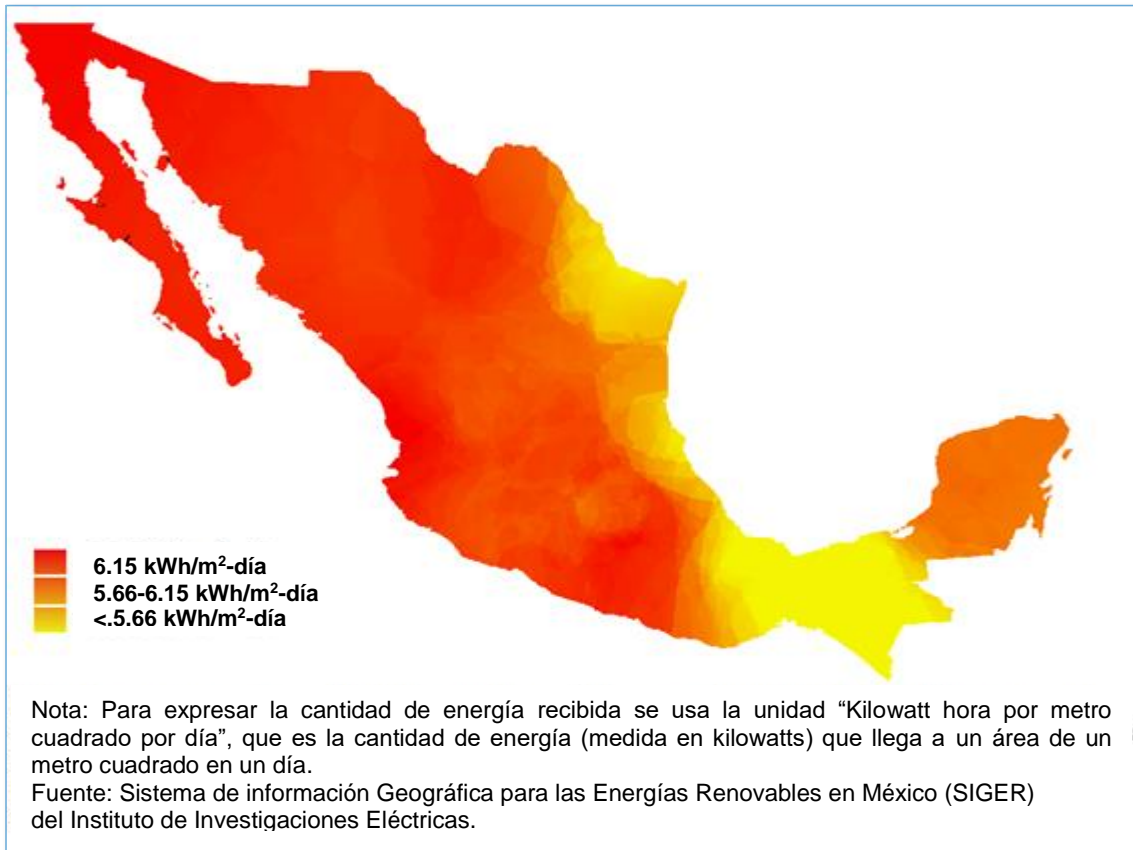 6.15 kWh/m²-día
5.66-6.15 kWh/m²-día
<.5.66 kWh/m²-día
Nota: Para expresar la cantidad de energía recibida se usa la unidad “Kilowatt hora por metro
cuadrado por día”, que es la cantidad de energía (medida en kilowatts) que llega a un área de un
metro cuadrado en un día.
Fuente: Sistema de información Geográfica para las Energías Renovables en México (SIGER)
del Instituto de Investigaciones Eléctricas.